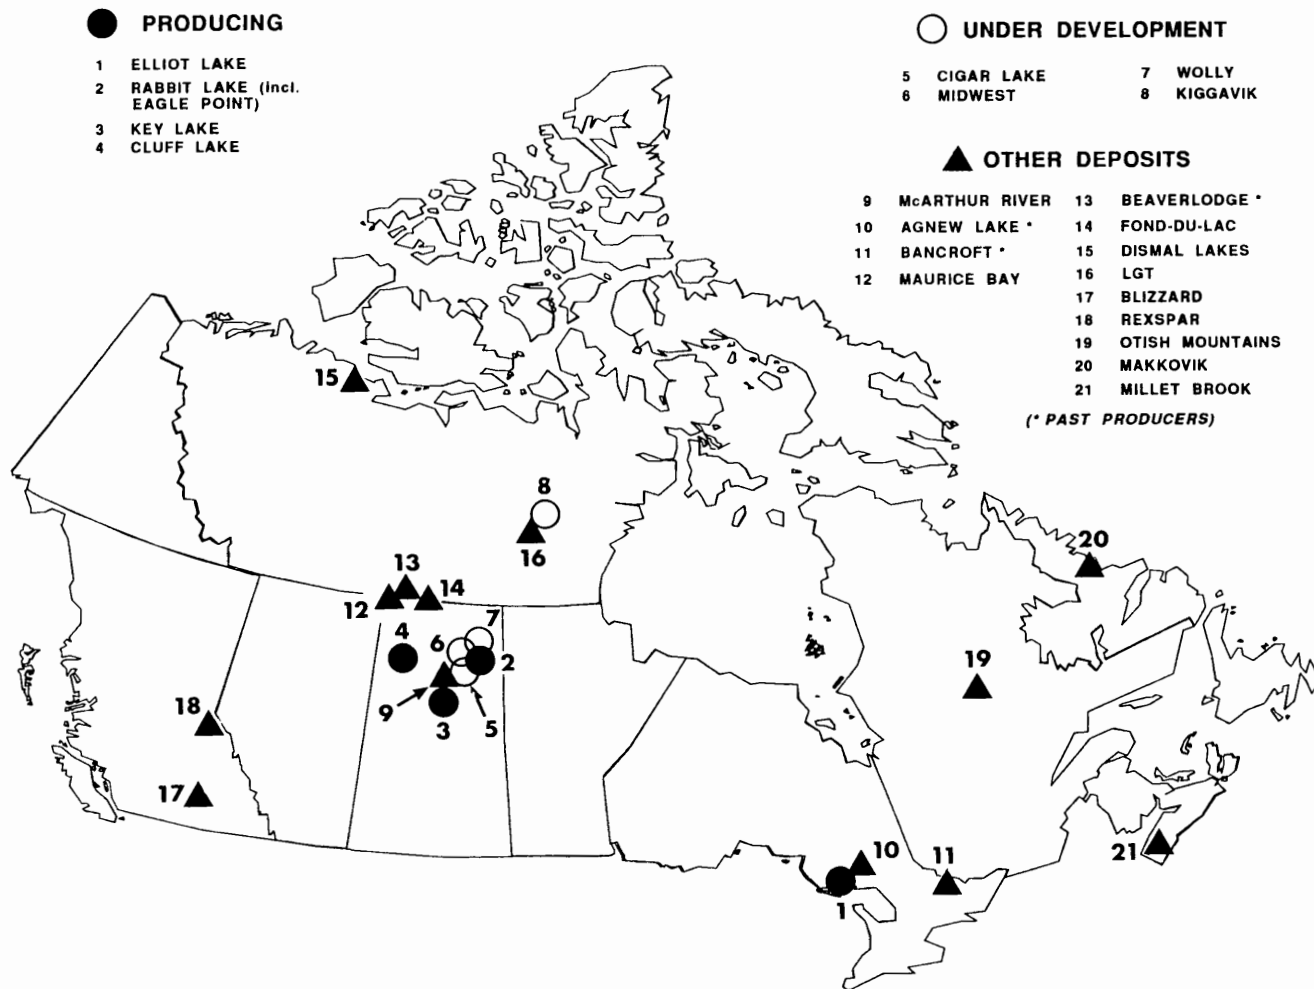 PRODUCING
1 ELLIOT LAKE
2 RABBIT LAKE (incl.
EAGLE POINT)
3 KEY LAKE
4 CLUFF LAKE
UNDER DEVELOPMENT
5 CIGAR LAKE 7 WOLLY
6 MIDWEST 8 KIGGAVIK
OTHER DEPOSITS
9 McARTHUR RIVER 13 BEAVERLODGE *
10 AGNEW LAKE * 14 FOND-DU-LAC
11 BANCROFT * 15 DISMAL LAKES
12 MAURICE BAY 16 LGT
17 BLIZZARD
18 REXSPAR
19 OTISH MOUNTAINS
20 MAKKOVIK
21 MILLET BROOK
(* PAST PRODUCERS)
15
8
16
20
13
12 14
7
4 6
2
19
9 3 5
18
17
10 11 21
1